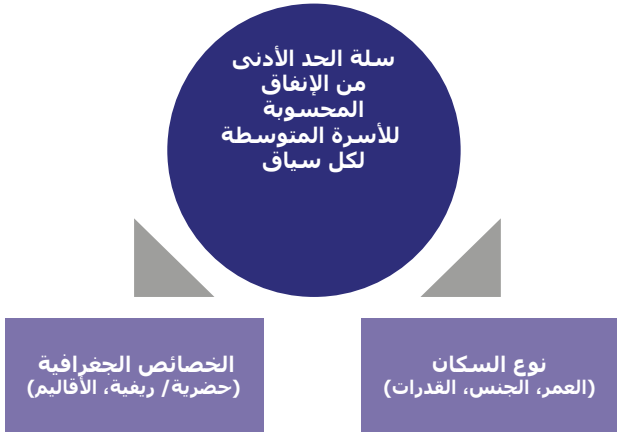 سلة الحد الأدنى
من الإنفاق
المحسوبة
للأسرة المتوسطة
لكل سياق
نوع السكان
(العمر، الجنس، القدرات)
الخصائص الجغرافية
(حضرية/ ريفية، الأقاليم)